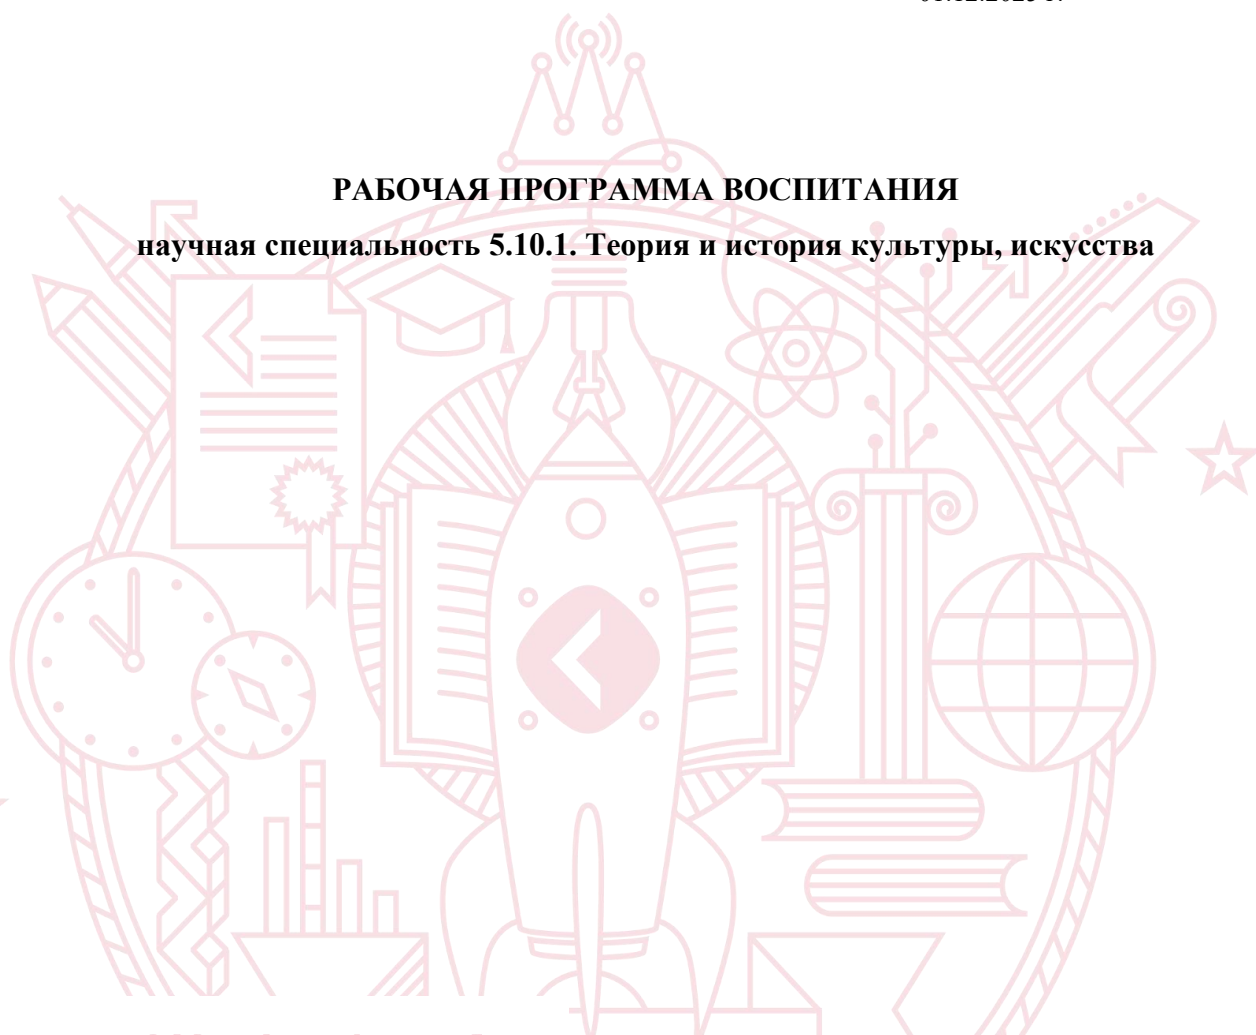 РАБОЧАЯ ПРОГРАММА ВОСПИТАНИЯ
научная специальность 5.10.1. Теория и история культуры, искусства